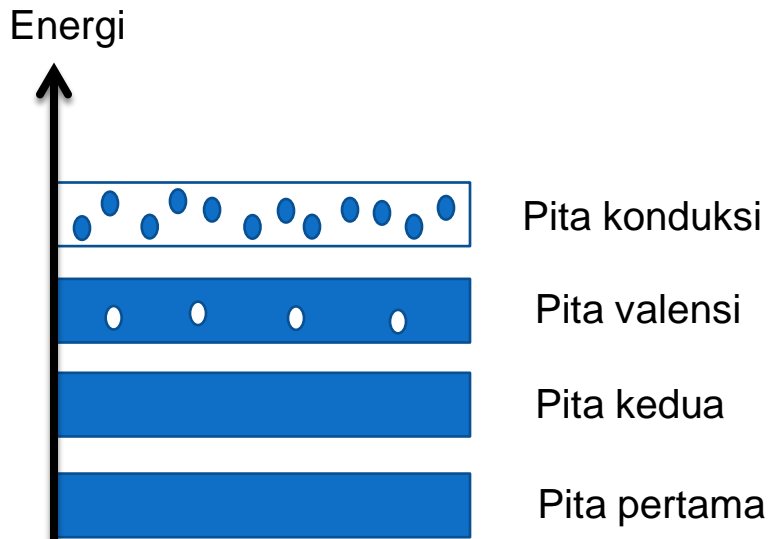 Energi
Pita konduksi
Pita valensi
Pita kedua
Pita pertama